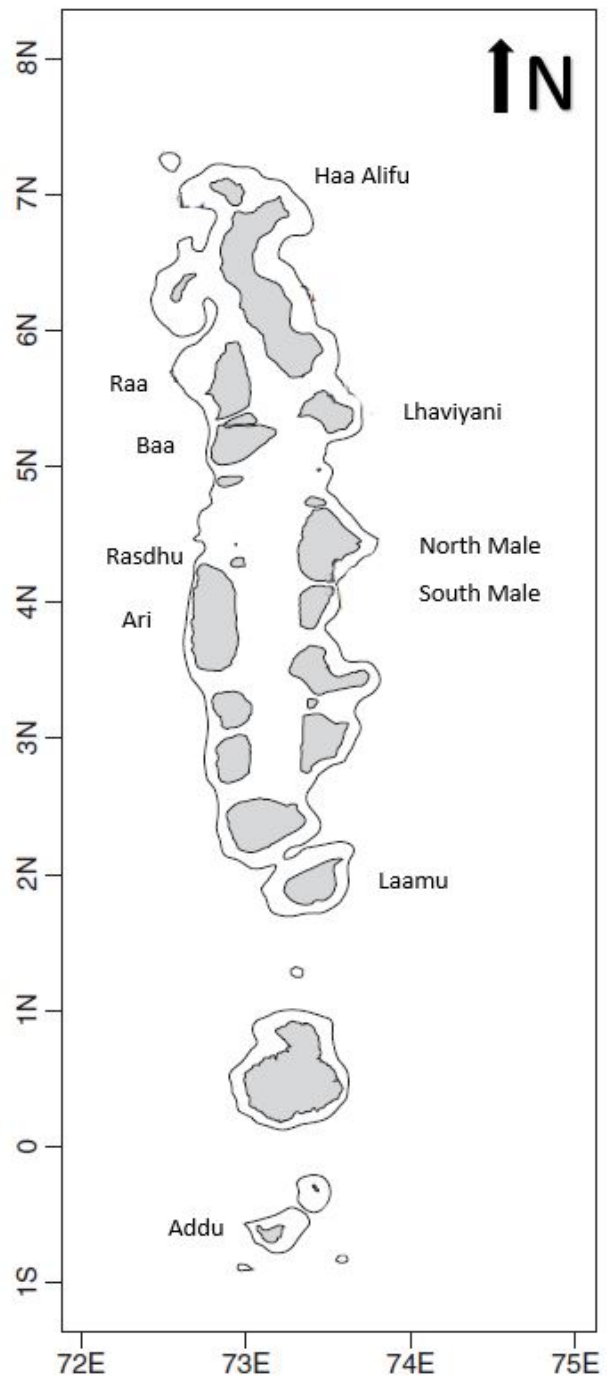 8N
N
7N
Haa Alifu
6N
Raa
Lhaviyani
Baa
5N
North Male
Rasdhu
4N
South Male
Ari
3N
2N
Laamu
1N
0
Addu
1S
72E 73E 74E 75E